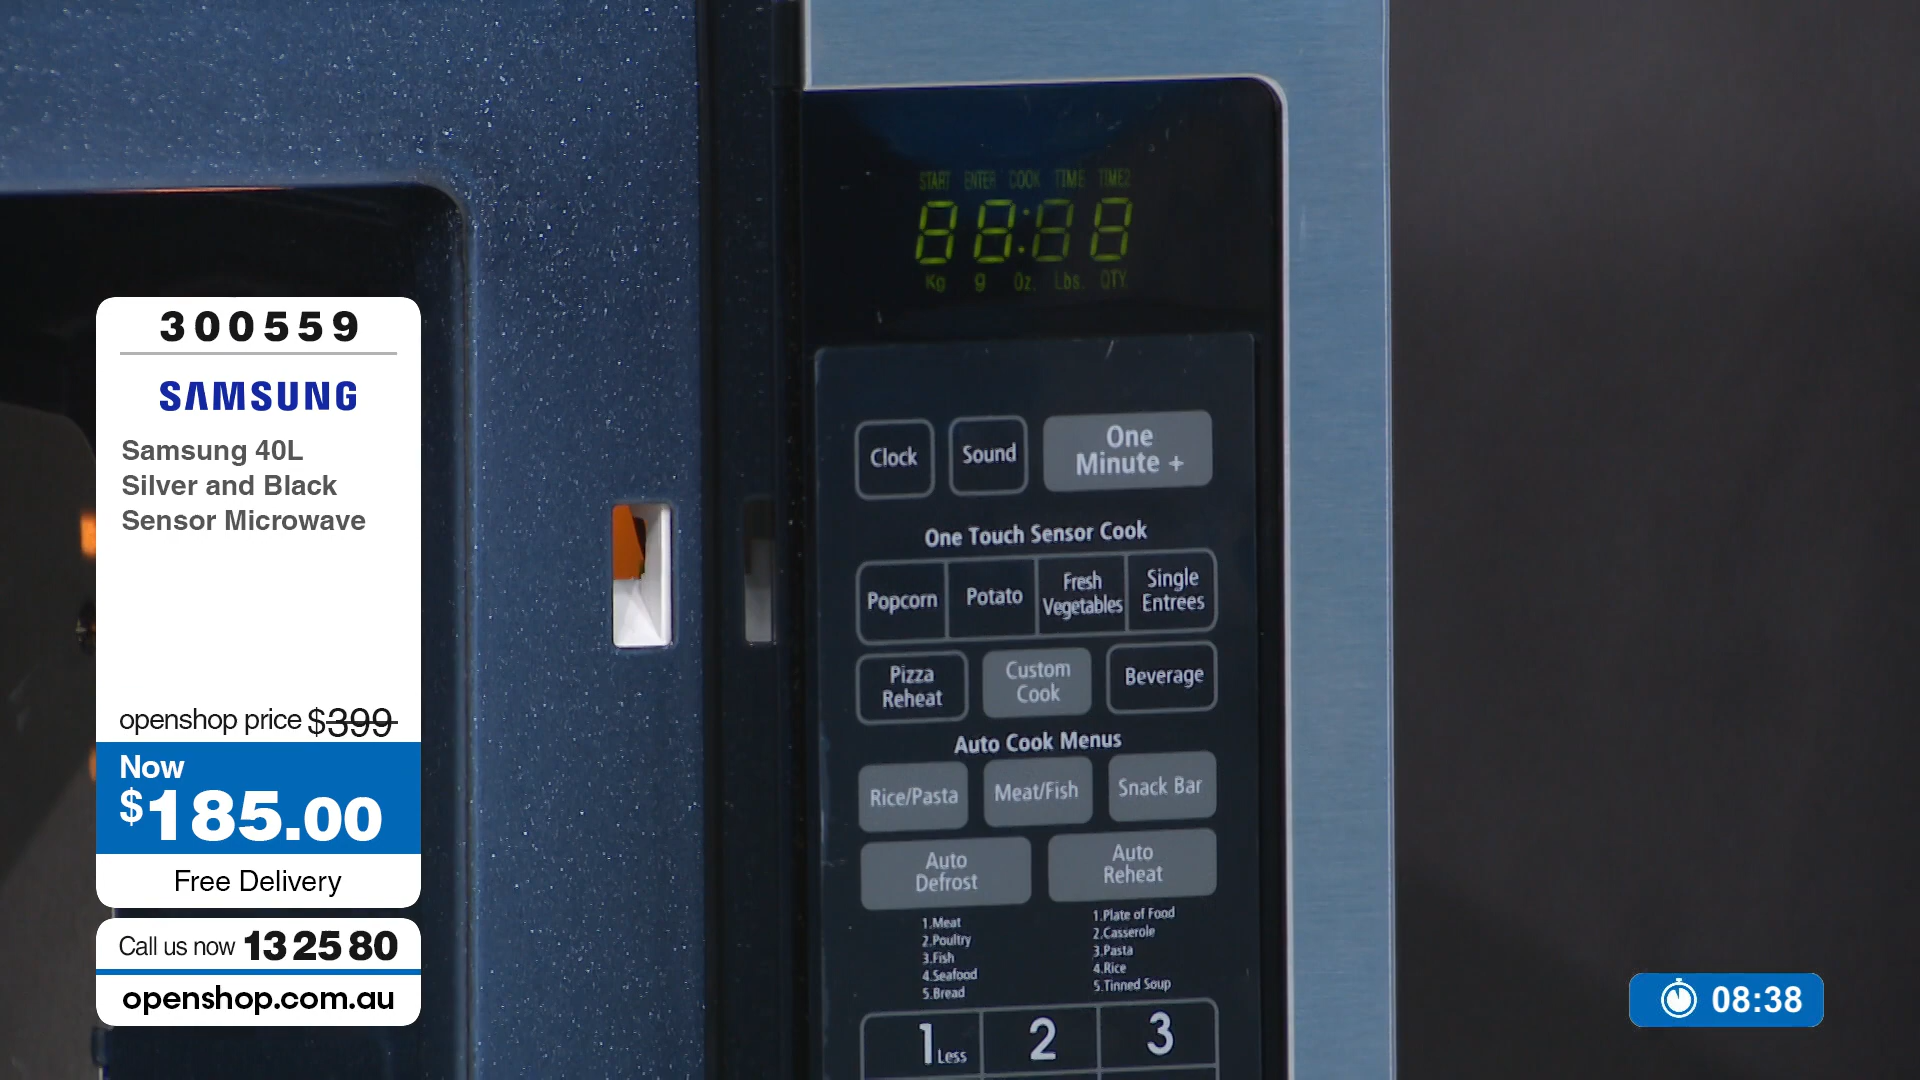 300559
SAMSUNG
Samsung 40L
Silver and Black
Sensor Microwave
openshop price $399
Now
$185.00
Free Delivery
Call us now 13 25 80
openshop.com.au
START ENTER COOK TIME TIME2
88:88
Kg g Oz. Lbs. QTY.
Clock
Sound
One
Minute +
One Touch Sensor Cook
Popcorn
Potato
Fresh
Vegetables
Single
Entrees
Pizza
Reheat
Custom
Cook
Beverage
Auto Cook Menus
Rice/Pasta
Meat/Fish
Snack Bar
Auto
Defrost
Auto
Reheat
1.Meat
2.Poultry
3.Fish
4.Seafood
5.Bread
1.Plate of Food
2.Casserole
3.Pasta
4.Rice
5.Tinned Soup
1 Less
2
3
08:38